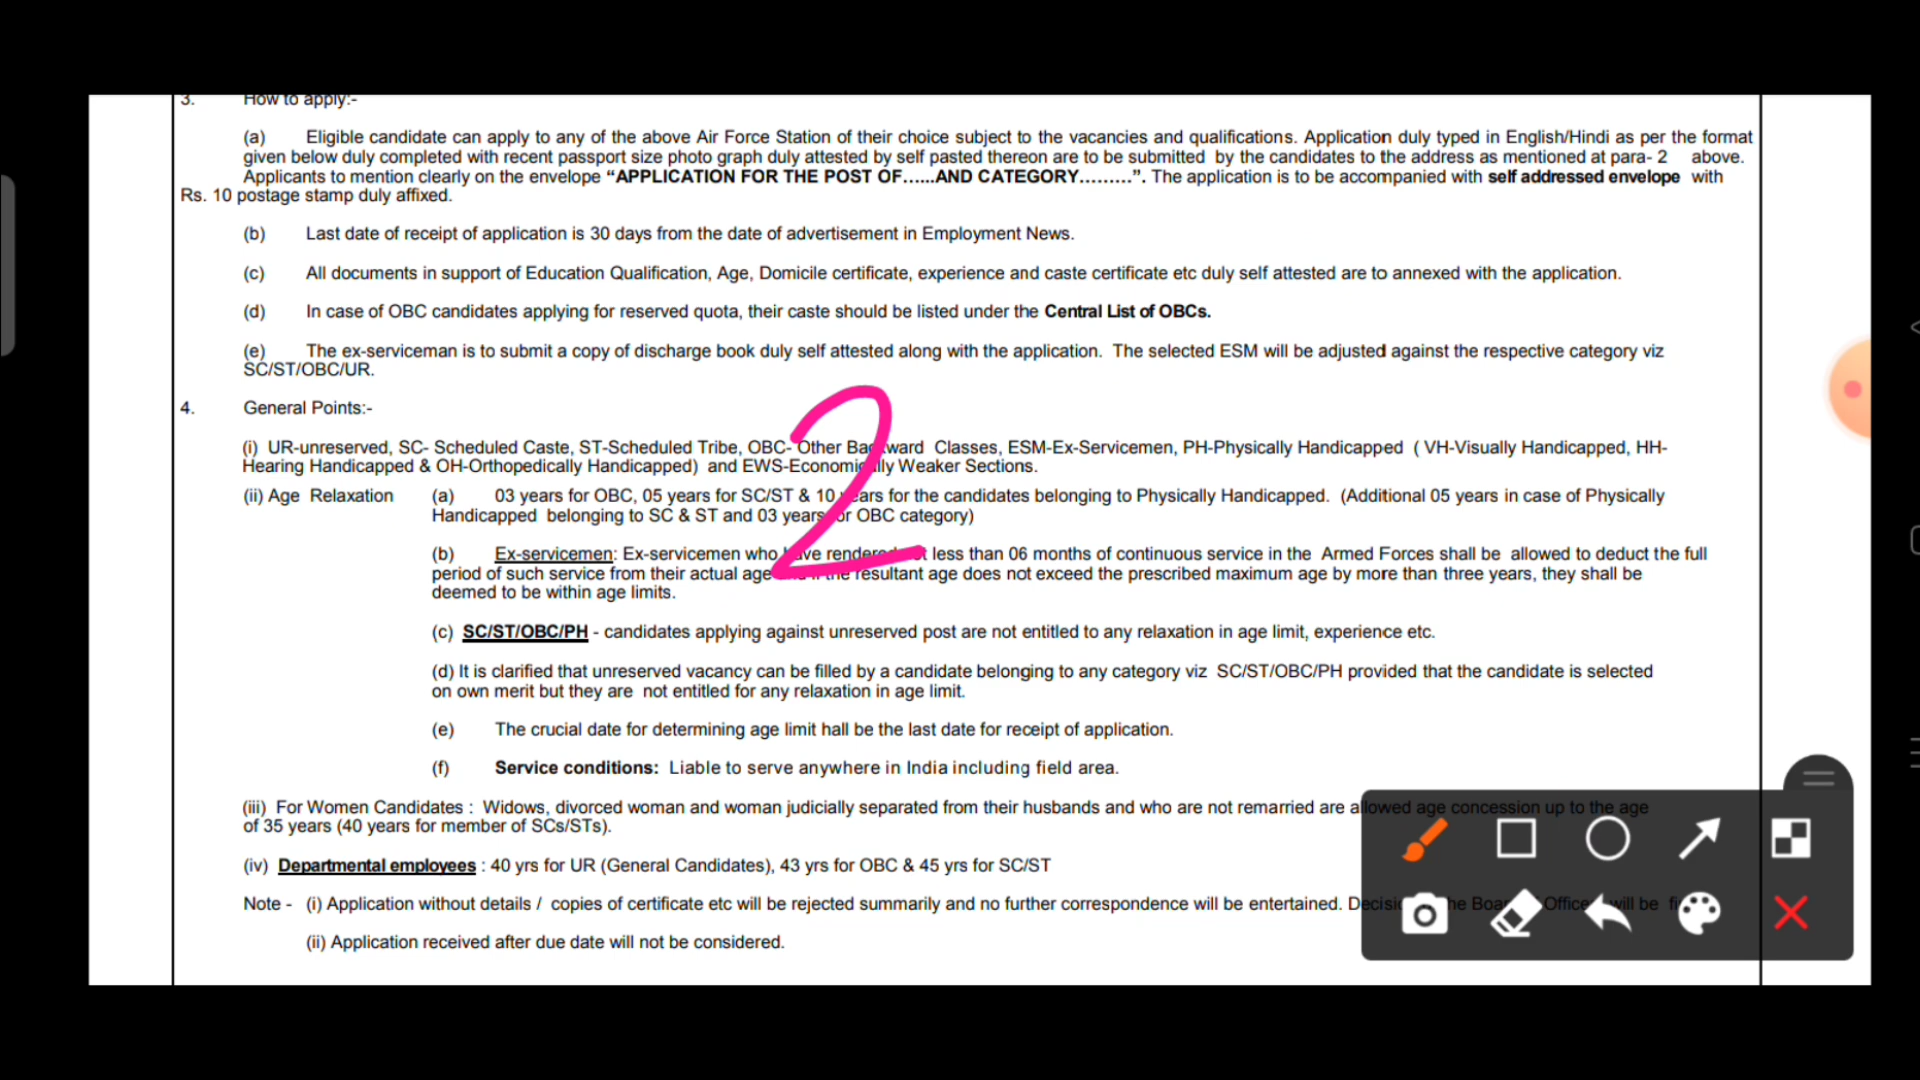 3. How to apply:-
(a) Eligible candidate can apply to any of the above Air Force Station of their choice subject to the vacancies and qualifications. Application duly typed in English/Hindi as per the format
given below duly completed with recent passport size photo graph duly attested by self pasted thereon are to be submitted by the candidates to the address as mentioned at para- 2 above.
Applicants to mention clearly on the envelope “APPLICATION FOR THE POST OF......AND CATEGORY.........”. The application is to be accompanied with self addressed envelope with
Rs. 10 postage stamp duly affixed.
(b) Last date of receipt of application is 30 days from the date of advertisement in Employment News.
(c) All documents in support of Education Qualification, Age, Domicile certificate, experience and caste certificate etc duly self attested are to annexed with the application.
(d) In case of OBC candidates applying for reserved quota, their caste should be listed under the Central List of OBCs.
(e) The ex-serviceman is to submit a copy of discharge book duly self attested along with the application. The selected ESM will be adjusted against the respective category viz
SC/ST/OBC/UR.
4. General Points:-
2
(i) UR-unreserved, SC- Scheduled Caste, ST-Scheduled Tribe, OBC- Other Backward Classes, ESM-Ex-Servicemen, PH-Physically Handicapped ( VH-Visually Handicapped, HH-
Hearing Handicapped & OH-Orthopedically Handicapped) and EWS-Economically Weaker Sections.
(ii) Age Relaxation (a) 03 years for OBC, 05 years for SC/ST & 10 years for the candidates belonging to Physically Handicapped. (Additional 05 years in case of Physically
Handicapped belonging to SC & ST and 03 years for OBC category)
(b) Ex-servicemen: Ex-servicemen who have rendered less than 06 months of continuous service in the Armed Forces shall be allowed to deduct the full
period of such service from their actual age the resultant age does not exceed the prescribed maximum age by more than three years, they shall be
deemed to be within age limits.
(c) SC/ST/OBC/PH - candidates applying against unreserved post are not entitled to any relaxation in age limit, experience etc.
(d) It is clarified that unreserved vacancy can be filled by a candidate belonging to any category viz SC/ST/OBC/PH provided that the candidate is selected
on own merit but they are not entitled for any relaxation in age limit.
(e) The crucial date for determining age limit hall be the last date for receipt of application.
(f) Service conditions: Liable to serve anywhere in India including field area.
(iii) For Women Candidates : Widows, divorced woman and woman judicially separated from their husbands and who are not remarried are allowed age concession up to the age
of 35 years (40 years for member of SCs/STs).
(iv) Departmental employees : 40 yrs for UR (General Candidates), 43 yrs for OBC & 45 yrs for SC/ST
Note - (i) Application without details / copies of certificate etc will be rejected summarily and no further correspondence will be entertained. will be
(ii) Application received after due date will not be considered.